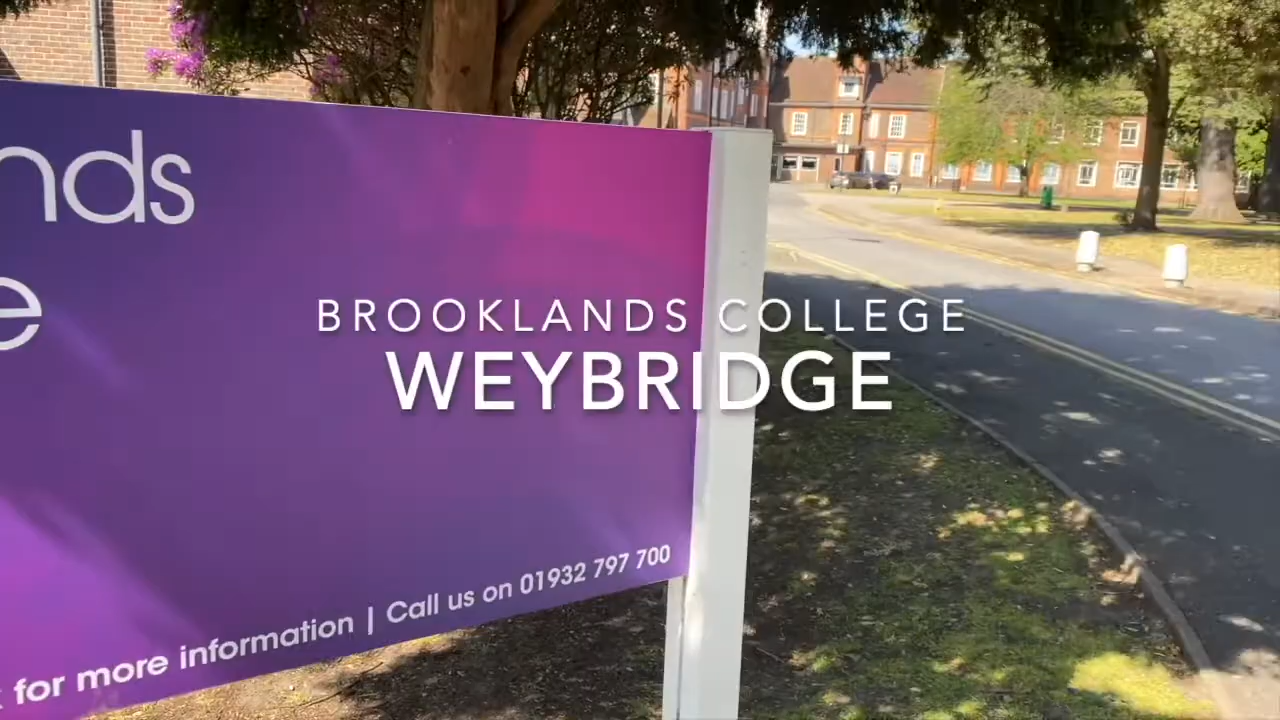 nds
e
BROOKLANDS COLLEGE
WEYBRIDGE
for more information | Call us on 01932 797 700